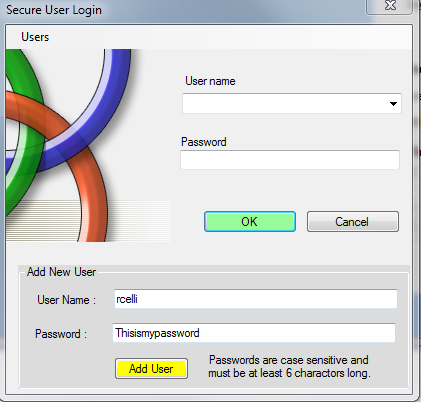 Secure User Login
Users
User name
Password
OK Cancel
Add New User
User Name : rcelli
Password : Thisismypassword
Add User
Passwords are case sensitive and
must be at least 6 charactors long.